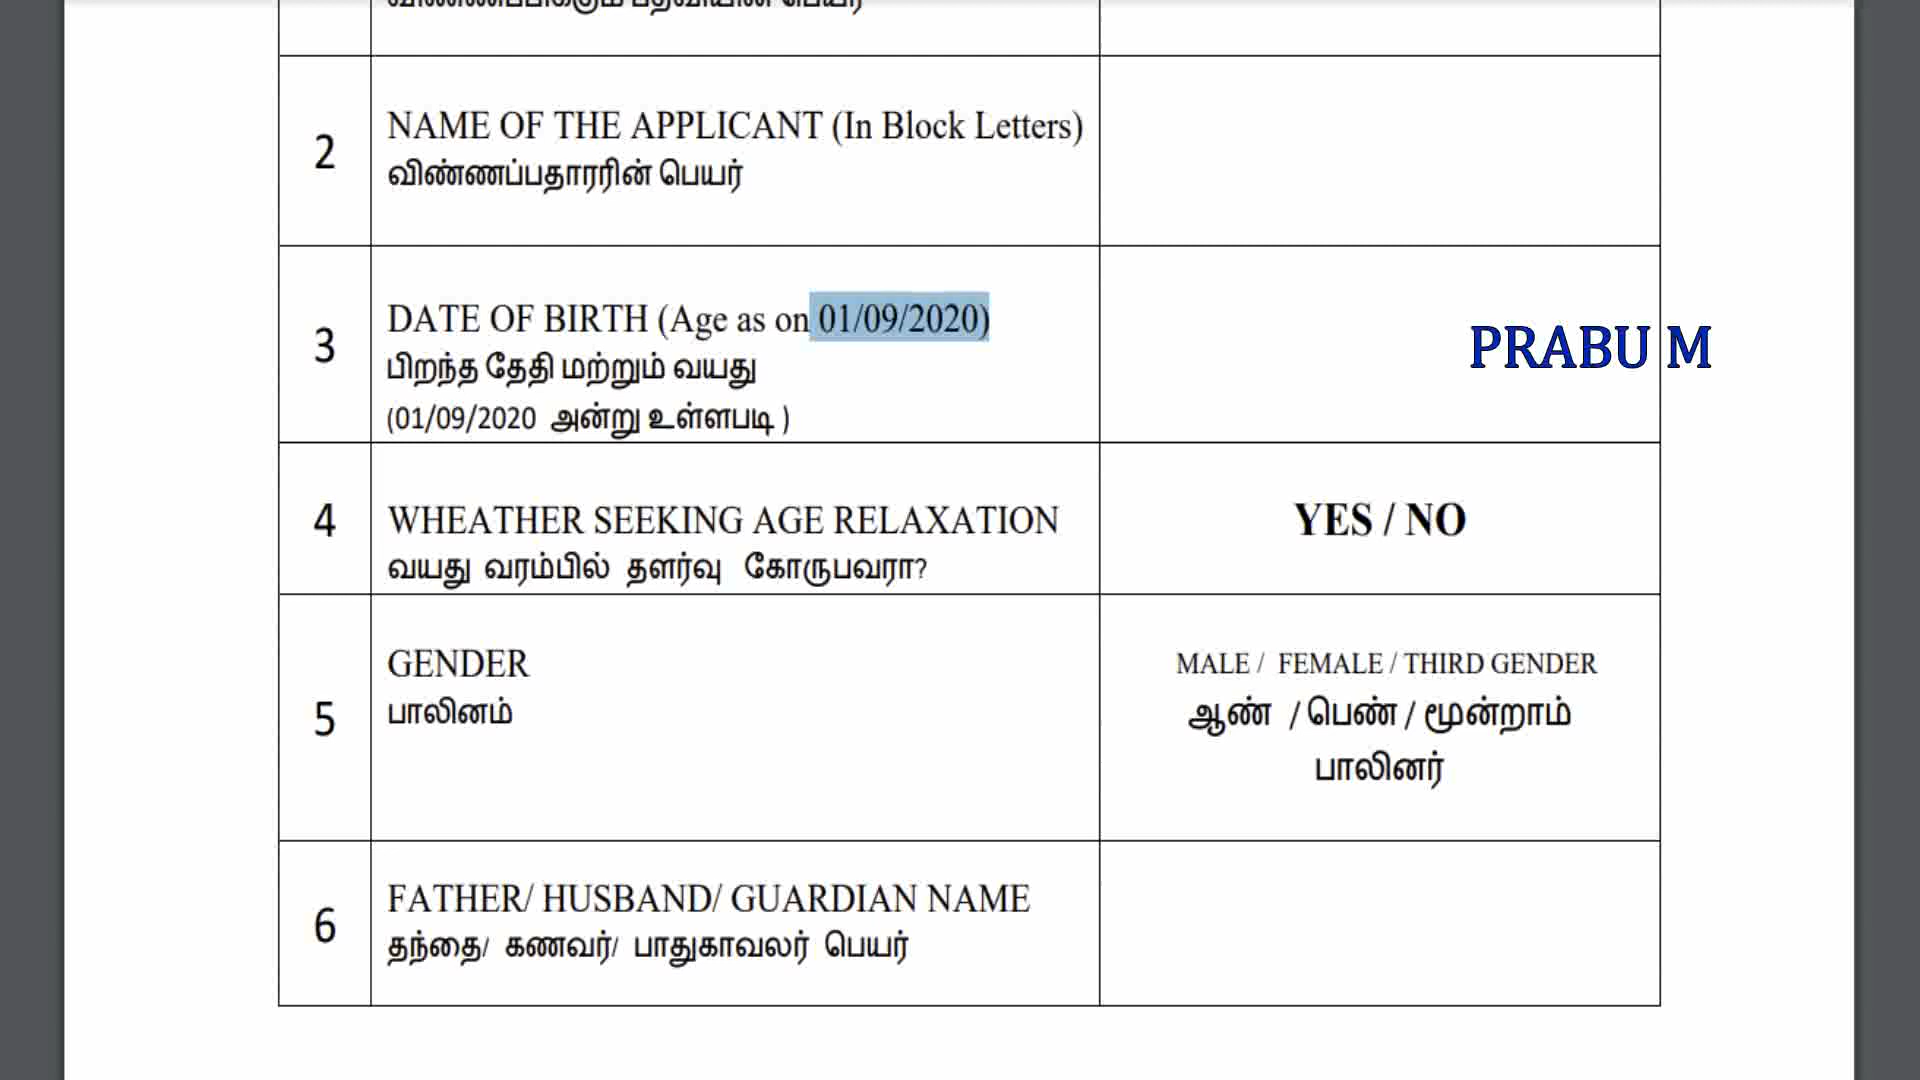 2
NAME OF THE APPLICANT (In Block Letters)
விண்ணப்பதாரரின் பெயர்
3
DATE OF BIRTH (Age as on 01/09/2020)
பிறந்த தேதி மற்றும் வயது
(01/09/2020 அன்று உள்ளபடி )
PRABU M
4
WHEATHER SEEKING AGE RELAXATION
வயது வரம்பில் தளர்வு கோருபவரா?
YES / NO
5
GENDER
பாலினம்
MALE / FEMALE / THIRD GENDER
ஆண் / பெண் / மூன்றாம்
பாலினர்
6
FATHER/ HUSBAND/ GUARDIAN NAME
தந்தை/ கணவர்/ பாதுகாவலர் பெயர்